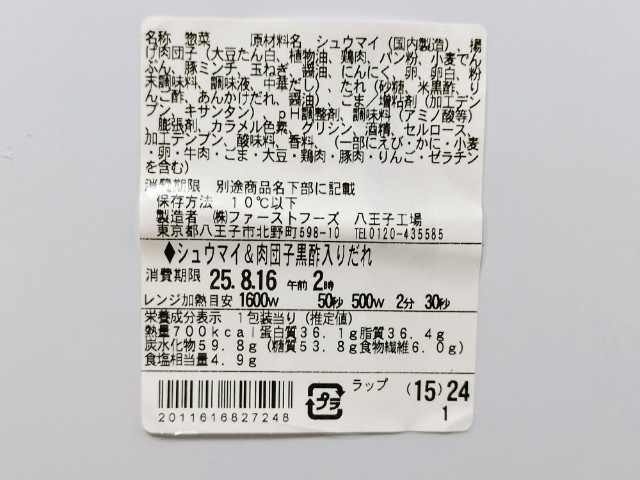 名称 惣菜 原材料名 シュウマイ(国内製造)、揚
げ肉団子(大豆たん白、植物油、鶏肉、パン粉、小麦でん
ぷん、豚ミンチ、玉ねぎ、醤油、にんにく、卵、卵白、粉
末調味料、調味液、中華だし)、たれ(砂糖、米黒酢、り
んご酢、あんかけだれ、醤油)、ごま/増粘剤(加工デン
プン、キサンタン)、pH調整剤、調味料(アミノ酸等)
、膨張剤、カラメル色素、グリシン、酒精、セルロース、
加工デンプン、酸味料、香料、(一部にえび・かに・小麦
・卵・牛肉・ごま・大豆・鶏肉・豚肉・りんご・ゼラチン
を含む)
消費期限 別途商品名下部に記載
保存方法 10℃以下
製造者 ㈱ファーストフーズ 八王子工場
東京都八王子市北野町598-10 TEL0120-435585
◆シュウマイ&肉団子黒酢入りだれ
消費期限 25.8.16 午前 2時
レンジ加熱目安 1600W 50秒 500W 2分 30秒
栄養成分表示 1包装当り(推定値)
熱量700kcal蛋白質36.1g脂質36.4g
炭水化物59.8g(糖質53.8g食物繊維6.0g)
食塩相当量4.9g
2011616827248 プラ ラップ (15)24
1